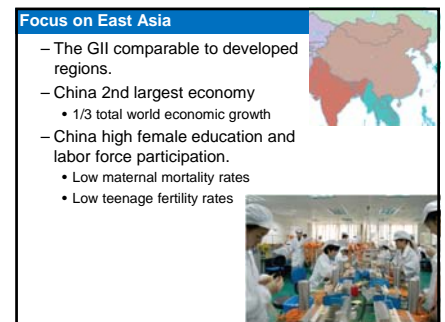 Focus on East Asia
– The GII comparable to developed
regions.
– China 2nd largest economy
• 1/3 total world economic growth
– China high female education and
labor force participation.
• Low maternal mortality rates
• Low teenage fertility rates